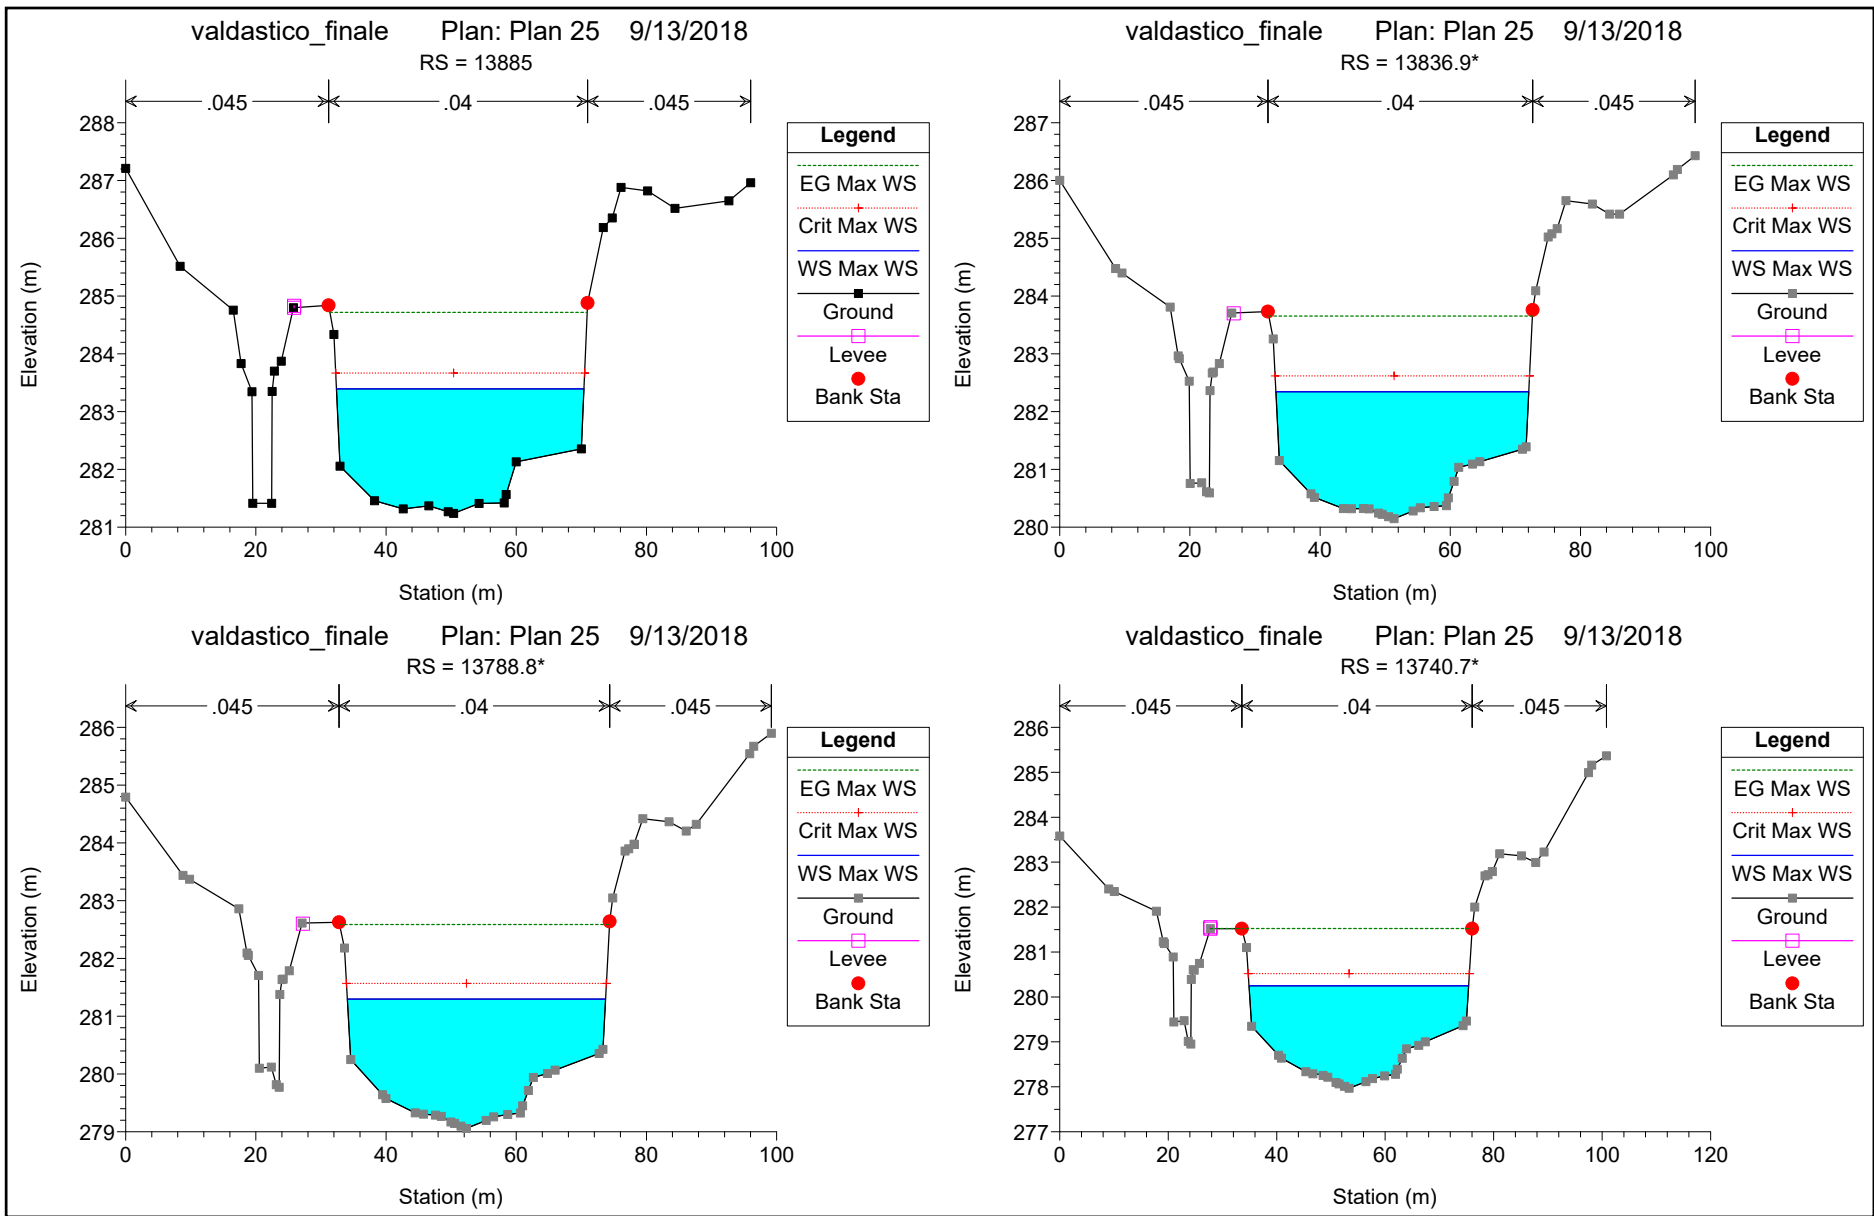 valdastico_finale Plan: Plan 25 9/13/2018
RS = 13885
.045 .04 .045
288
287
286
285
284
283
282
281
0 20 40 60 80 100
Station (m)
Elevation (m)
Legend
EG Max WS
Crit Max WS
WS Max WS
Ground
Levee
Bank Sta
valdastico_finale Plan: Plan 25 9/13/2018
RS = 13836.9*
.045 .04 .045
287
286
285
284
283
282
281
280
0 20 40 60 80 100
Station (m)
Elevation (m)
Legend
EG Max WS
Crit Max WS
WS Max WS
Ground
Levee
Bank Sta
valdastico_finale Plan: Plan 25 9/13/2018
RS = 13788.8*
.045 .04 .045
286
285
284
283
282
281
280
279
0 20 40 60 80 100
Station (m)
Elevation (m)
Legend
EG Max WS
Crit Max WS
WS Max WS
Ground
Levee
Bank Sta
valdastico_finale Plan: Plan 25 9/13/2018
RS = 13740.7*
.045 .04 .045
286
285
284
283
282
281
280
279
278
277
0 20 40 60 80 100 120
Station (m)
Elevation (m)
Legend
EG Max WS
Crit Max WS
WS Max WS
Ground
Levee
Bank Sta